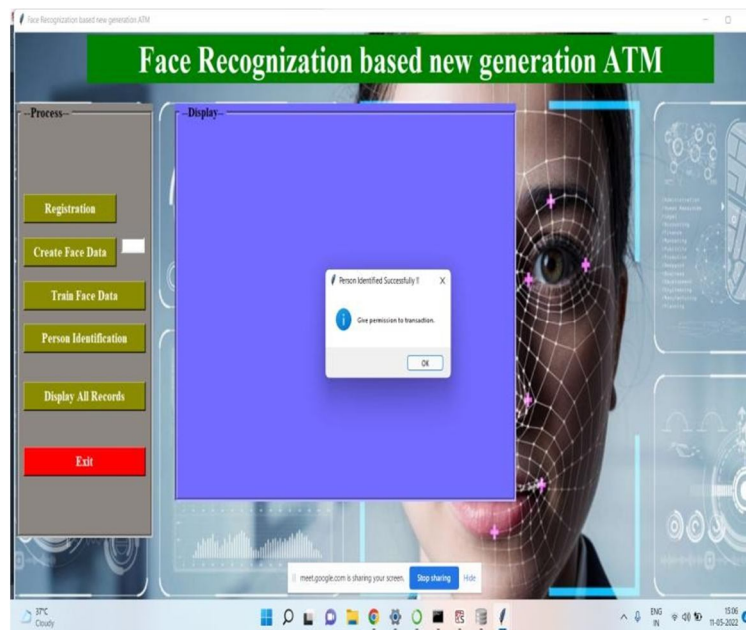 Face Recognization based new generation ATM
Face Recognization based new generation ATM
--Process--
Registration
Create Face Data
Train Face Data
Person Identification
Display All Records
Exit
--Display--
Person Identified Successfully !!
Give permission to transaction.
OK
meet.google.com is sharing your screen.
Stop sharing
Hide
37°C
Cloudy
ENG
IN
15:06
11-05-2022